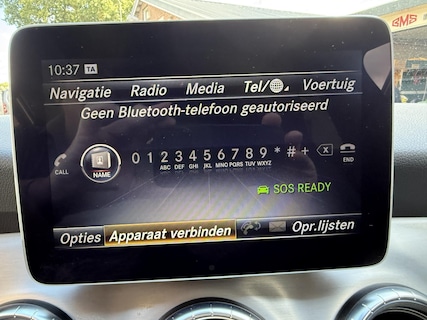 10:37 TA
Navigatie Radio Media Tel/ Voertuig
Geen Bluetooth-telefoon geautoriseerd
NAME
0 1 2 3 4 5 6 7 8 9 * # +
ABC DEF GHI JKL MNO PQRS TUV WXYZ
CALL
END
SOS READY
Opties Apparaat verbinden Opr.lijsten
GMS